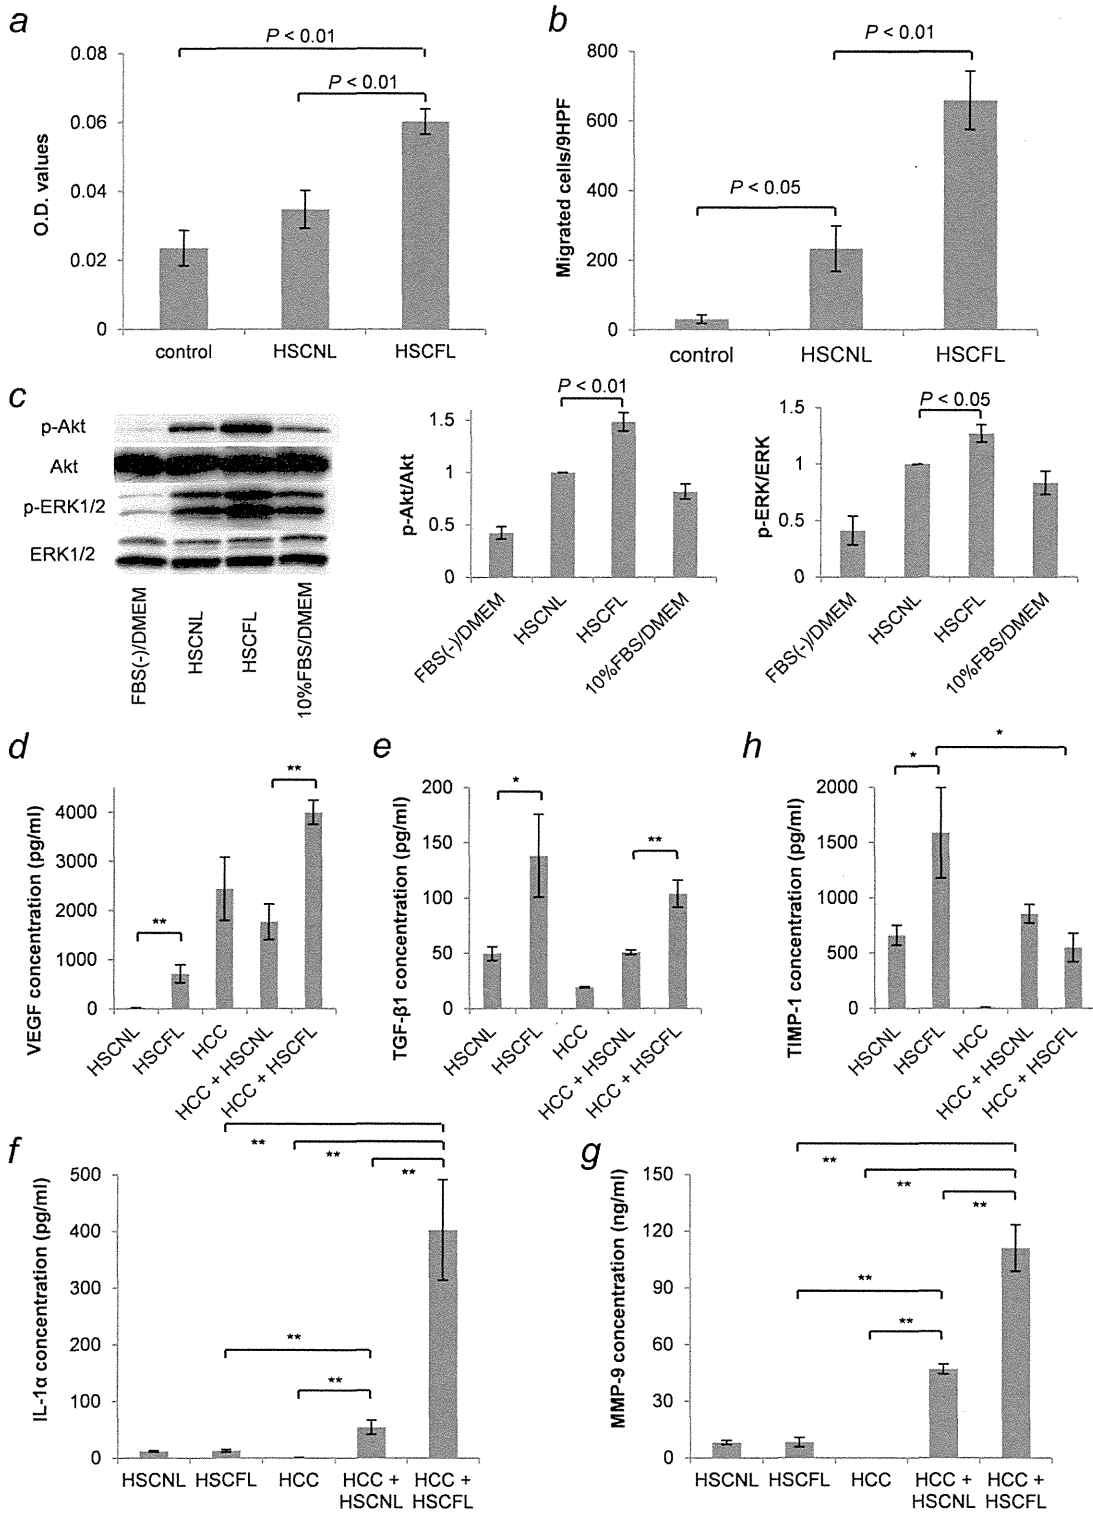 a
P < 0.01
P < 0.01
O.D. values
0.08
0.06
0.04
0.02
0
control
HSCNL
HSCFL
b
P < 0.01
P < 0.05
Migrated cells/9HPF
800
600
400
200
0
control
HSCNL
HSCFL
c
p-Akt
Akt
p-ERK1/2
ERK1/2
FBS(-)/DMEM
HSCNL
HSCFL
10%FBS/DMEM
P < 0.01
p-Akt/Akt
1.5
1
0.5
0
FBS(-)/DMEM
HSCNL
HSCFL
10%FBS/DMEM
P < 0.05
p-ERK/ERK
1.5
1
0.5
0
FBS(-)/DMEM
HSCNL
HSCFL
10%FBS/DMEM
d
**
**
VEGF concentration (pg/ml)
4000
3000
2000
1000
0
HSCNL
HSCFL
HCC
HCC + HSCNL
HCC + HSCFL
e
*
**
TGF-β1 concentration (pg/ml)
200
150
100
50
0
HSCNL
HSCFL
HCC
HCC + HSCNL
HCC + HSCFL
h
*
*
TIMP-1 concentration (pg/ml)
2000
1500
1000
500
0
HSCNL
HSCFL
HCC
HCC + HSCNL
HCC + HSCFL
f
**
**
**
**
**
IL-1α concentration (pg/ml)
500
400
300
200
100
0
HSCNL
HSCFL
HCC
HCC +
HSCNL
HCC +
HSCFL
g
**
**
**
**
**
MMP-9 concentration (ng/ml)
150
120
90
60
30
0
HSCNL
HSCFL
HCC
HCC +
HSCNL
HCC +
HSCFL